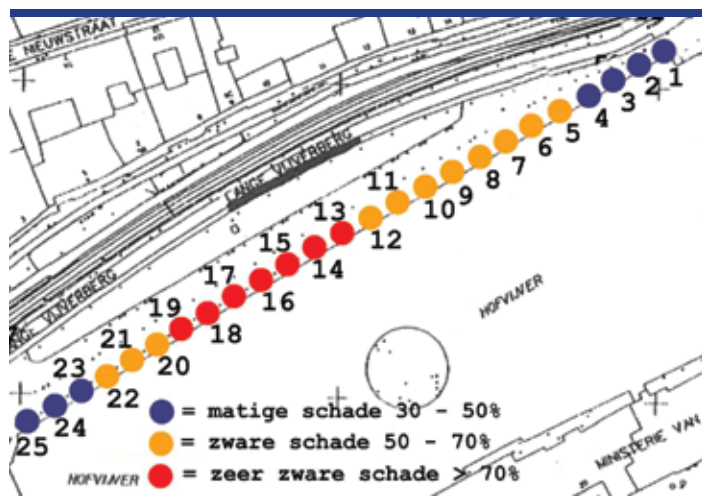 E NIEUWSTRAAT
LANGE VIJVERBERG
NGE VIJVERBERG
HOFVIJVER
MINISTERIE VAN
HOFVIJVER
1
2
3
4
5
6
7
8
9
10
11
12
13
14
15
16
17
18
19
20
21
22
23
24
25
= matige schade 30 - 50%
= zware schade 50 - 70%
= zeer zware schade > 70%